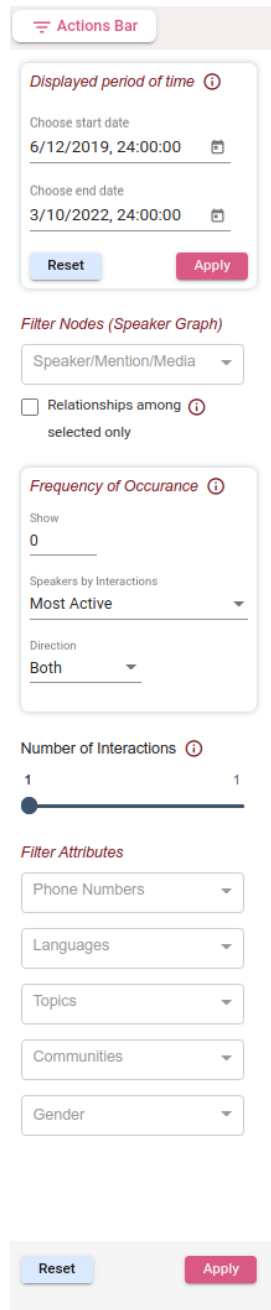 Actions Bar
Displayed period of time
Choose start date
6/12/2019, 24:00:00
Choose end date
3/10/2022, 24:00:00
Reset Apply
Filter Nodes (Speaker Graph)
Speaker/Mention/Media
Relationships among
selected only
Frequency of Occurance
Show
0
Speakers by Interactions
Most Active
Direction
Both
Number of Interactions
1 1
Filter Attributes
Phone Numbers
Languages
Topics
Communities
Gender
Reset Apply